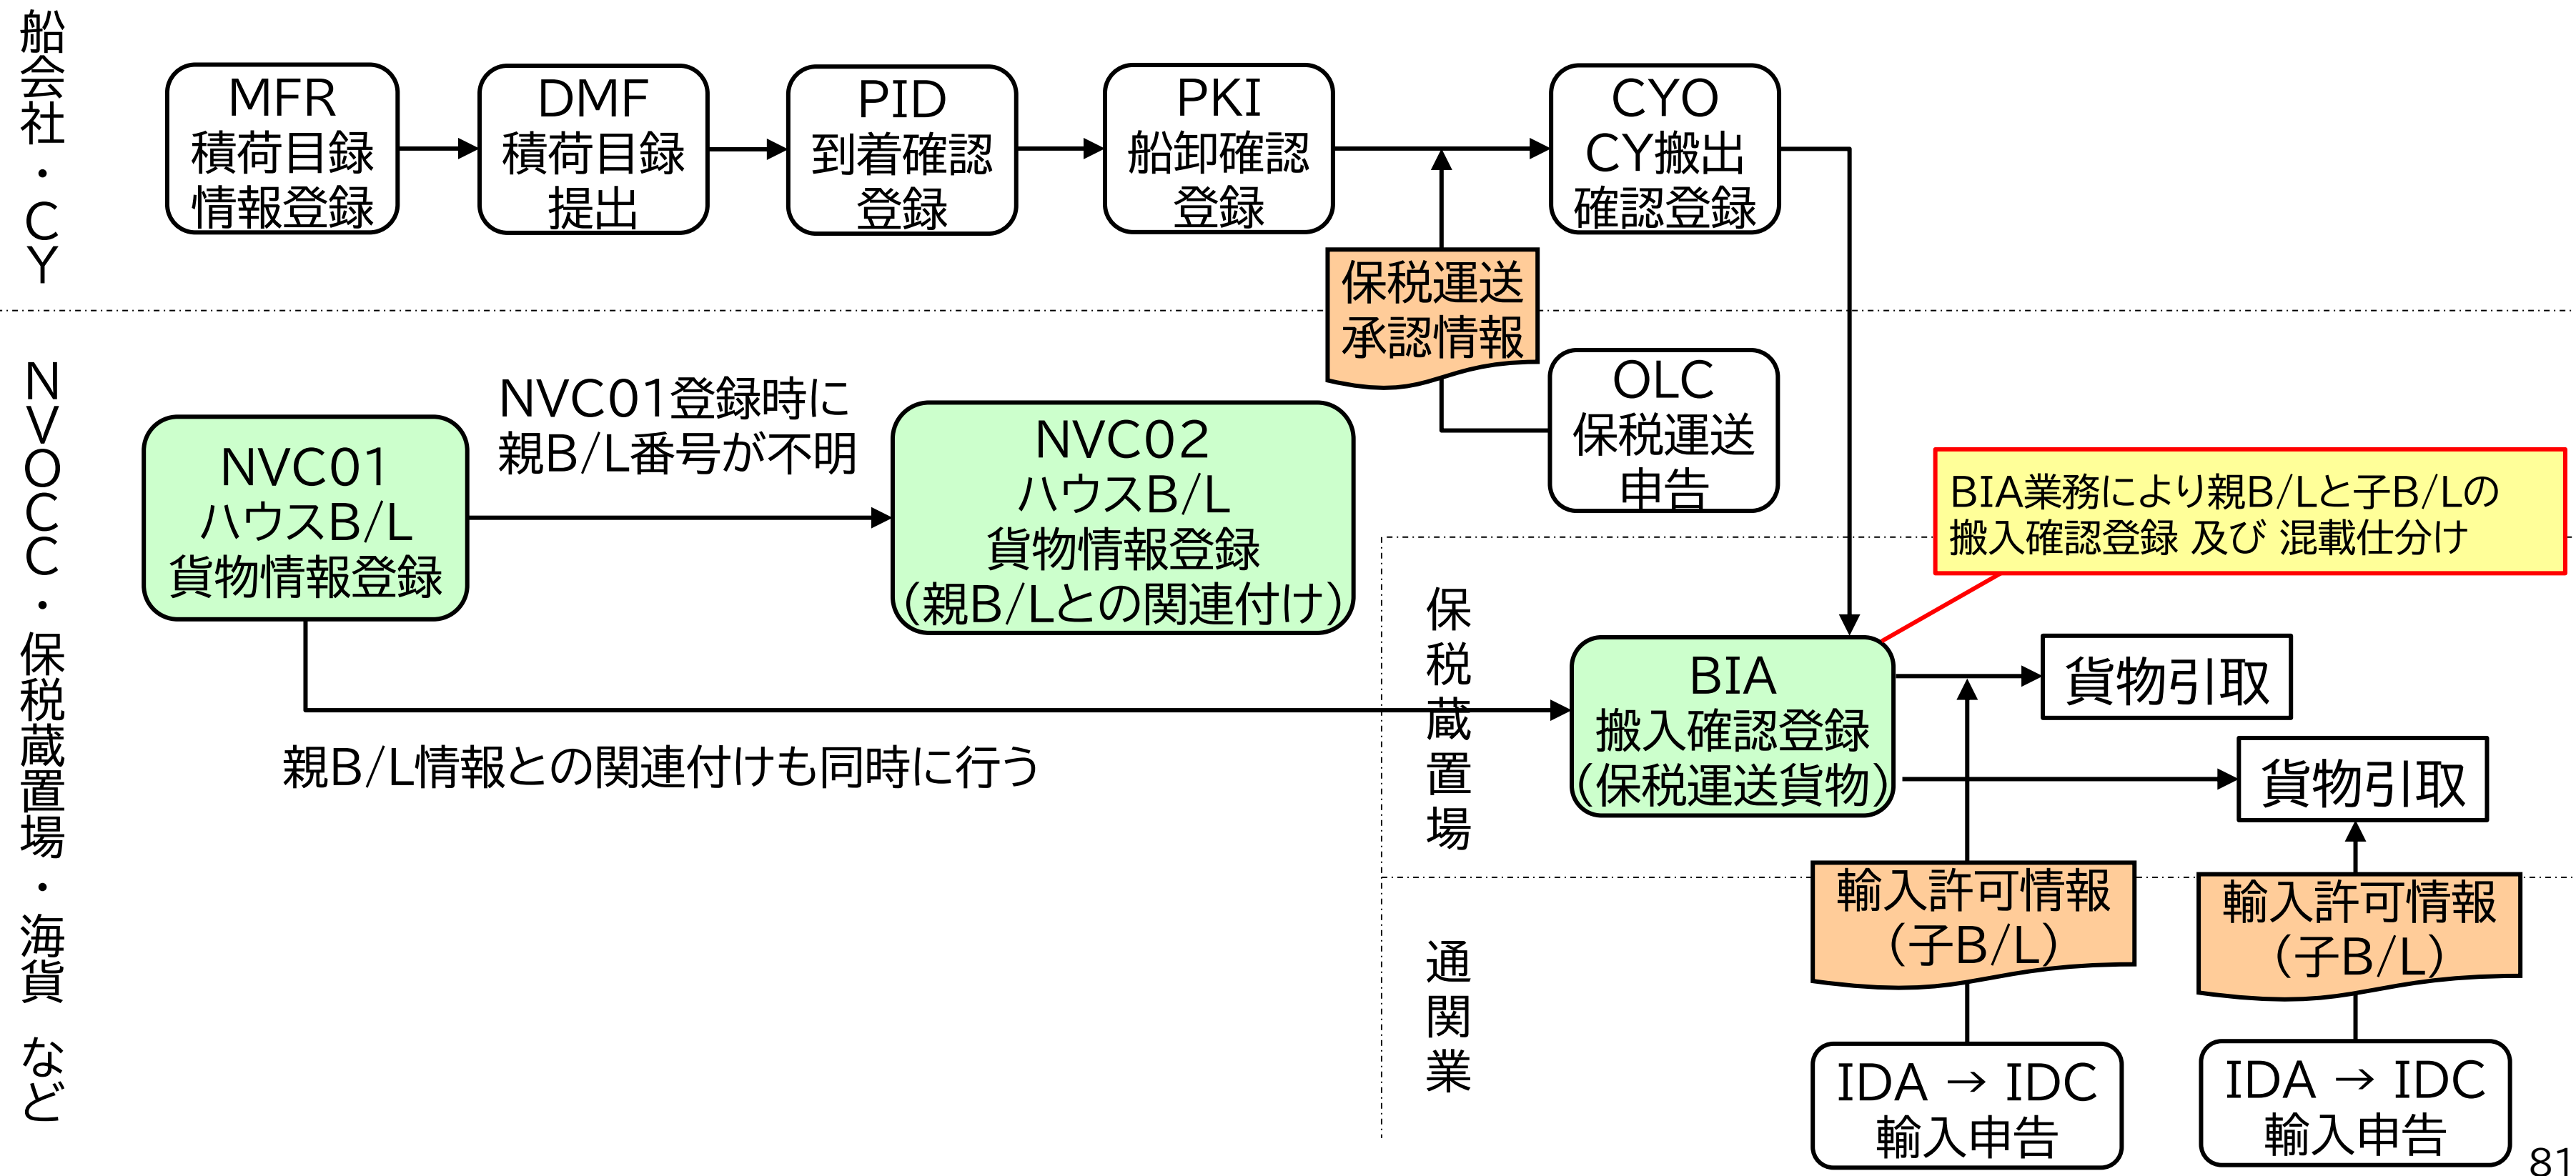 船会社・CY
MFR
積荷目録
情報登録
DMF
積荷目録
提出
PID
到着確認
登録
PKI
船卸確認
登録
CYO
CY搬出
確認登録
保税運送
承認情報
OLC
保税運送
申告
NVOCC・保税蔵置場・海貨 など
NVC01
ハウスB/L
貨物情報登録
NVC01登録時に
親B/L番号が不明
NVC02
ハウスB/L
貨物情報登録
(親B/Lとの関連付け)
親B/L情報との関連付けも同時に行う
BIA業務により親B/Lと子B/Lの
搬入確認登録 及び 混載仕分け
保税蔵置場
BIA
搬入確認登録
(保税運送貨物)
貨物引取
貨物引取
通関業
輸入許可情報
(子B/L)
輸入許可情報
(子B/L)
IDA → IDC
輸入申告
IDA → IDC
輸入申告
81